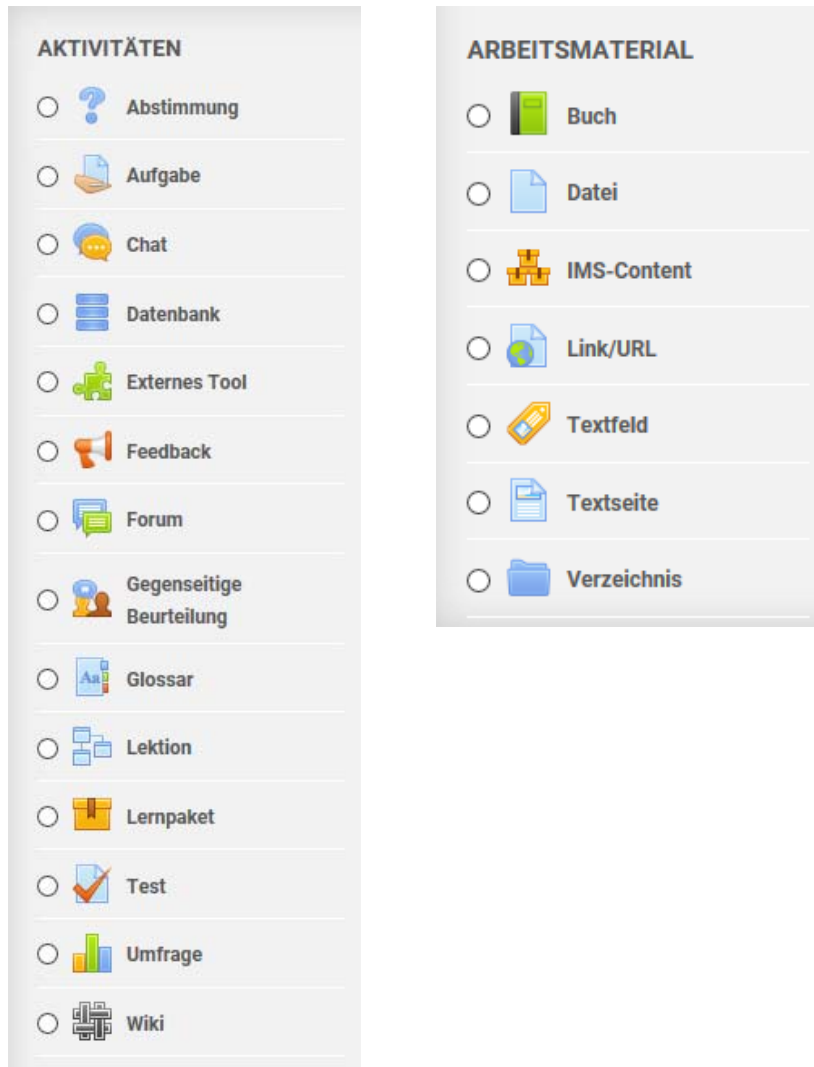 AKTIVITÄTEN
Abstimmung
Aufgabe
Chat
Datenbank
Externes Tool
Feedback
Forum
Gegenseitige
Beurteilung
Aa
Glossar
Lektion
Lernpaket
Test
Umfrage
Wiki
ARBEITSMATERIAL
Buch
Datei
IMS-Content
Link/URL
Textfeld
Textseite
Verzeichnis